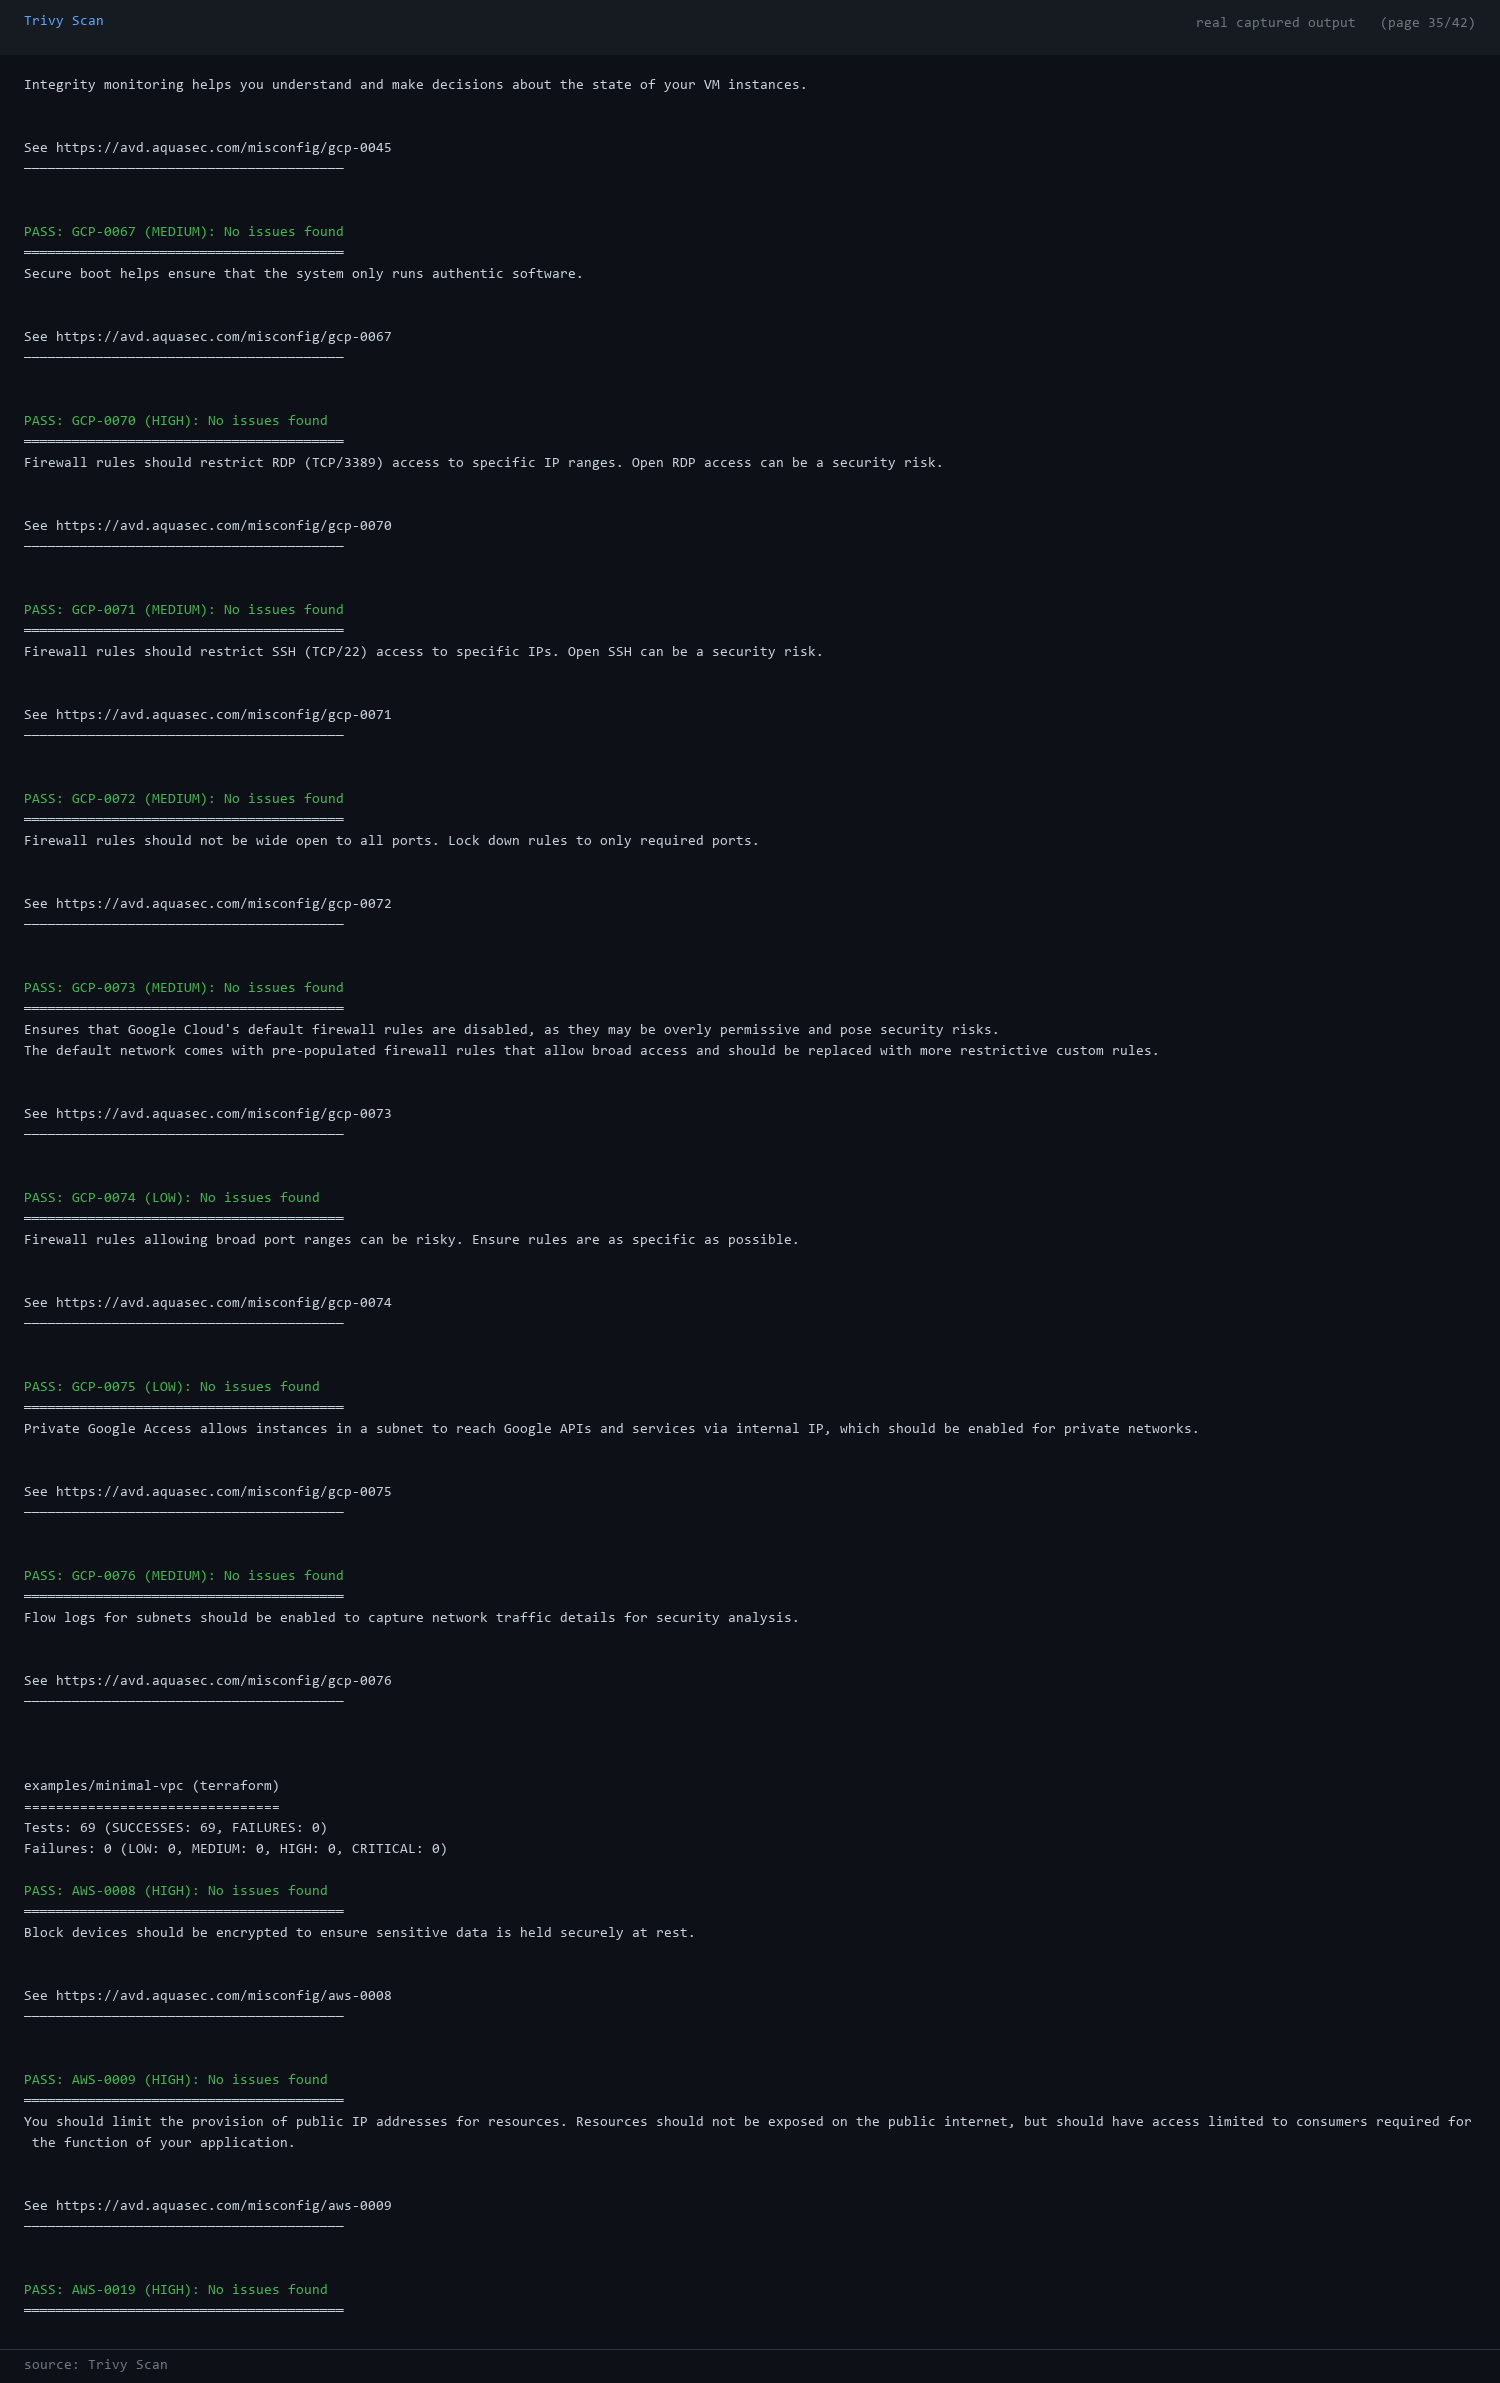 Trivy Scan
real captured output   (page 35/42)
Integrity monitoring helps you understand and make decisions about the state of your VM instances.
See https://avd.aquasec.com/misconfig/gcp-0045
────────────────────────────────────────
PASS: GCP-0067 (MEDIUM): No issues found
════════════════════════════════════════
Secure boot helps ensure that the system only runs authentic software.
See https://avd.aquasec.com/misconfig/gcp-0067
────────────────────────────────────────
PASS: GCP-0070 (HIGH): No issues found
════════════════════════════════════════
Firewall rules should restrict RDP (TCP/3389) access to specific IP ranges. Open RDP access can be a security risk.
See https://avd.aquasec.com/misconfig/gcp-0070
────────────────────────────────────────
PASS: GCP-0071 (MEDIUM): No issues found
════════════════════════════════════════
Firewall rules should restrict SSH (TCP/22) access to specific IPs. Open SSH can be a security risk.
See https://avd.aquasec.com/misconfig/gcp-0071
────────────────────────────────────────
PASS: GCP-0072 (MEDIUM): No issues found
════════════════════════════════════════
Firewall rules should not be wide open to all ports. Lock down rules to only required ports.
See https://avd.aquasec.com/misconfig/gcp-0072
────────────────────────────────────────
PASS: GCP-0073 (MEDIUM): No issues found
════════════════════════════════════════
Ensures that Google Cloud's default firewall rules are disabled, as they may be overly permissive and pose security risks.
The default network comes with pre-populated firewall rules that allow broad access and should be replaced with more restrictive custom rules.
See https://avd.aquasec.com/misconfig/gcp-0073
────────────────────────────────────────
PASS: GCP-0074 (LOW): No issues found
════════════════════════════════════════
Firewall rules allowing broad port ranges can be risky. Ensure rules are as specific as possible.
See https://avd.aquasec.com/misconfig/gcp-0074
────────────────────────────────────────
PASS: GCP-0075 (LOW): No issues found
════════════════════════════════════════
Private Google Access allows instances in a subnet to reach Google APIs and services via internal IP, which should be enabled for private networks.
See https://avd.aquasec.com/misconfig/gcp-0075
────────────────────────────────────────
PASS: GCP-0076 (MEDIUM): No issues found
════════════════════════════════════════
Flow logs for subnets should be enabled to capture network traffic details for security analysis.
See https://avd.aquasec.com/misconfig/gcp-0076
────────────────────────────────────────
examples/minimal-vpc (terraform)
================================
Tests: 69 (SUCCESSES: 69, FAILURES: 0)
Failures: 0 (LOW: 0, MEDIUM: 0, HIGH: 0, CRITICAL: 0)
PASS: AWS-0008 (HIGH): No issues found
════════════════════════════════════════
Block devices should be encrypted to ensure sensitive data is held securely at rest.
See https://avd.aquasec.com/misconfig/aws-0008
────────────────────────────────────────
PASS: AWS-0009 (HIGH): No issues found
════════════════════════════════════════
You should limit the provision of public IP addresses for resources. Resources should not be exposed on the public internet, but should have access limited to consumers required for
 the function of your application.
See https://avd.aquasec.com/misconfig/aws-0009
────────────────────────────────────────
PASS: AWS-0019 (HIGH): No issues found
════════════════════════════════════════
source: Trivy Scan